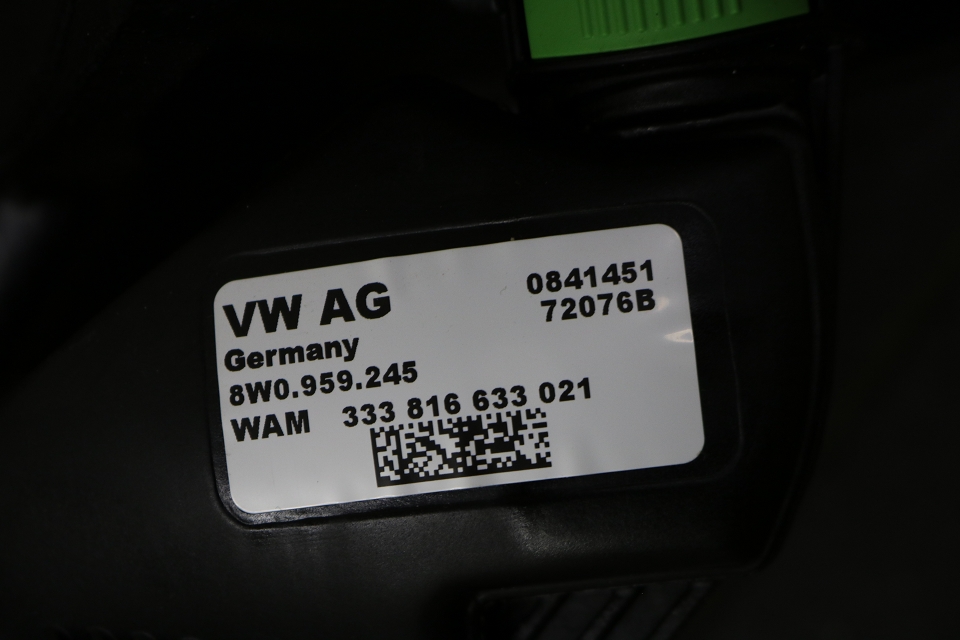 VW AG
Germany
8W0.959.245
WAM 333 816 633 021
0841451
72076B